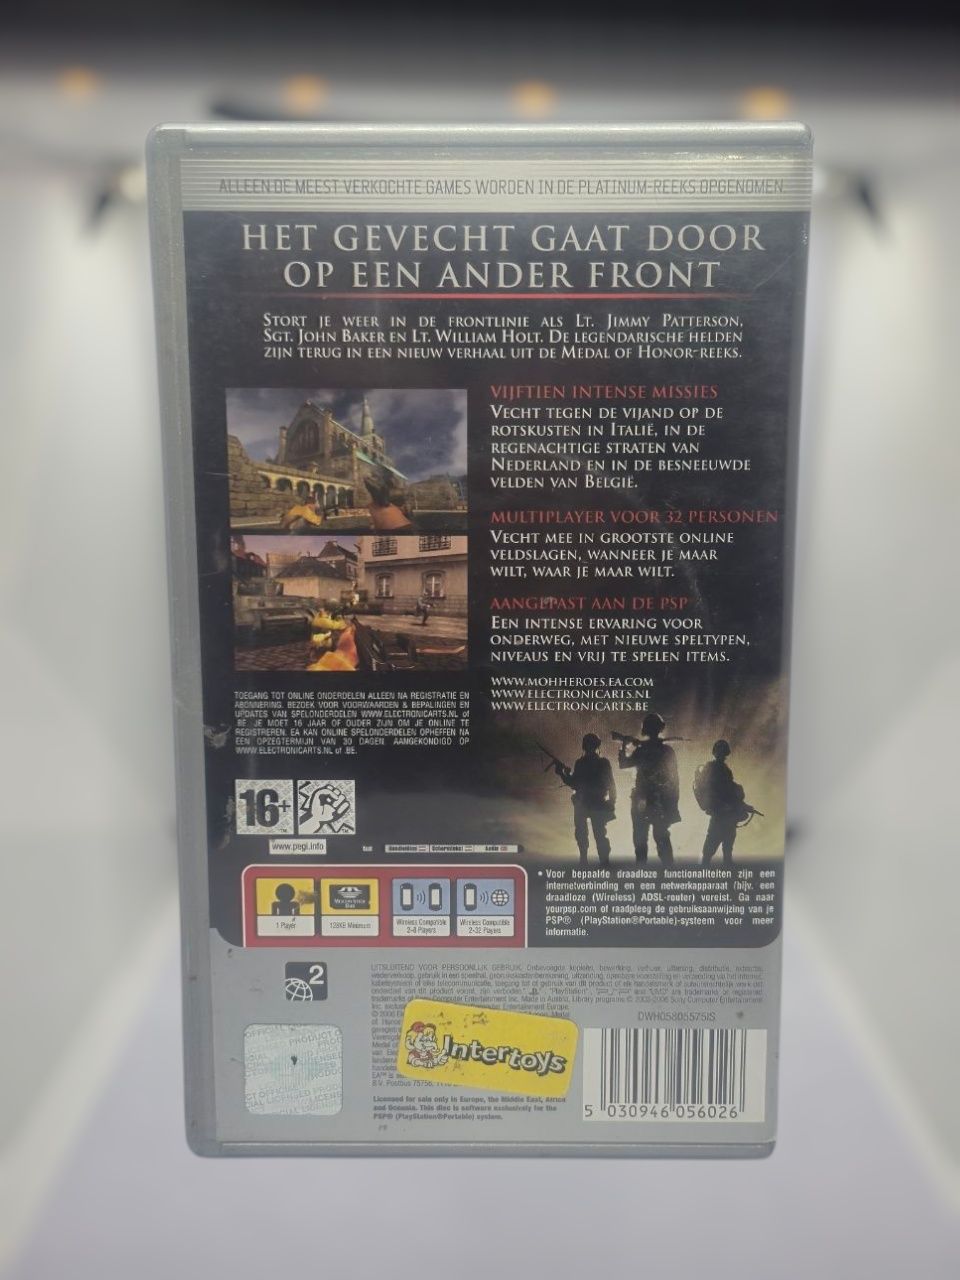 ALLEEN DE MEEST VERKOCHTE GAMES WORDEN IN DE PLATINUM-REEKS OPGENOMEN.
HET GEVECHT GAAT DOOR
OP EEN ANDER FRONT
STORT JE WEER IN DE FRONTLINIE ALS LT. JIMMY PATTERSON,
SGT. JOHN BAKER EN LT. WILLIAM HOLT. DE LEGENDARISCHE HELDEN
ZIJN TERUG IN EEN NIEUW VERHAAL UIT DE MEDAL OF HONOR-REEKS.
VIJFTIEN INTENSE MISSIES
VECHT TEGEN DE VIJAND OP DE
ROTSKUSTEN IN ITALIË, IN DE
REGENACHTIGE STRATEN VAN
NEDERLAND EN IN DE BESNEEUWDE
VELDEN VAN BELGIË.
MULTIPLAYER VOOR 32 PERSONEN
VECHT MEE IN GROOTSTE ONLINE
VELDSLAGEN, WANNEER JE MAAR
WILT, WAAR JE MAAR WILT.
AANGEPAST AAN DE PSP
EEN INTENSE ERVARING VOOR
ONDERWEG, MET NIEUWE SPELTYPEN,
NIVEAUS EN VRIJ TE SPELEN ITEMS.
WWW.MOHHEROES.EA.COM
WWW.ELECTRONICARTS.NL
WWW.ELECTRONICARTS.BE
TOEGANG TOT ONLINE ONDERDELEN ALLEEN NA REGISTRATIE EN
ABONNERING. BEZOEK VOOR VOORWAARDEN & BEPALINGEN EN
UPDATES VAN SPELONDERDELEN WWW.ELECTRONICARTS.NL of
.BE. JE MOET 16 JAAR OF OUDER ZIJN OM JE ONLINE TE
REGISTREREN. EA KAN ONLINE SPELONDERDELEN OPHEFFEN NA
EEN OPZEGTERMIJN VAN 30 DAGEN. AANGEKONDIGD OP
WWW.ELECTRONICARTS.NL of .BE.
16+
www.pegi.info
1 Player
128KB Minimum
Wireless Compatible
2-8 Players
Wireless Compatible
2-32 Players
• Voor bepaalde draadloze functionaliteiten zijn een
internetverbinding en een netwerkapparaat (bijv. een
draadloze (Wireless) ADSL-router) vereist. Ga naar
yourpsp.com of raadpleeg de gebruiksaanwijzing van je
PSP® (PlayStation®Portable)-systeem voor meer
informatie.
2
DWH05805575IS
Intertoys
Licensed for sale only in Europe, the Middle East, Africa
and Oceania. This disc is software exclusively for the
PSP® (PlayStation®Portable) system.
5 030946 056026